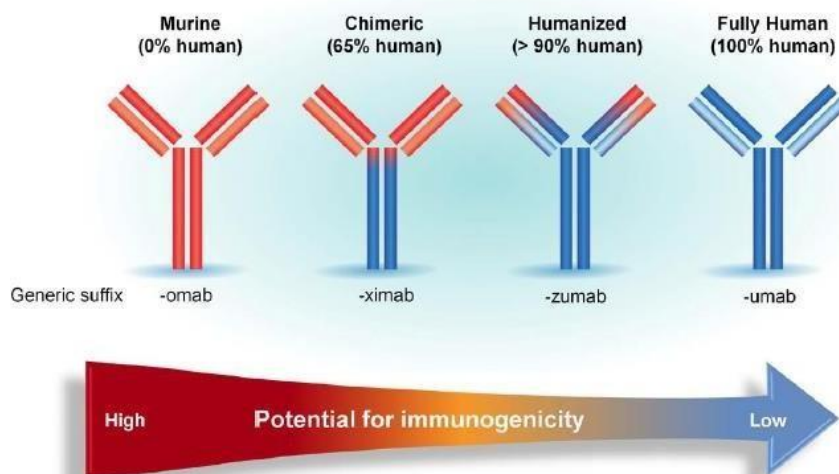 Murine
(0% human)
Chimeric
(65% human)
Humanized
(> 90% human)
Fully Human
(100% human)
Generic suffix
-omab
-ximab
-zumab
-umab
High
Potential for immunogenicity
Low